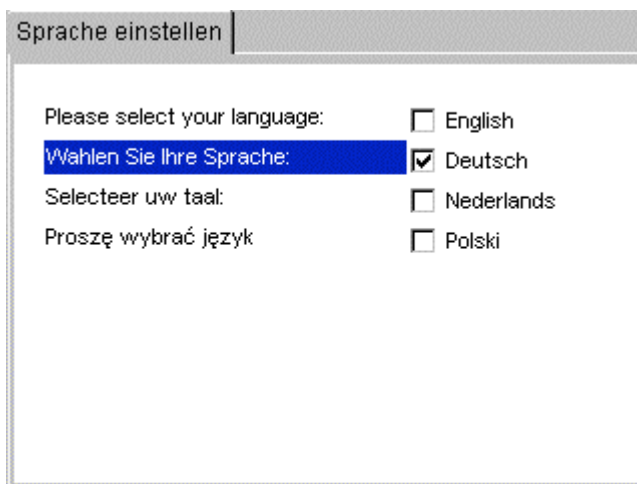 Sprache einstellen
Please select your language: English
Wahlen Sie Ihre Sprache: Deutsch
Selecteer uw taal: Nederlands
Proszę wybrać język Polski